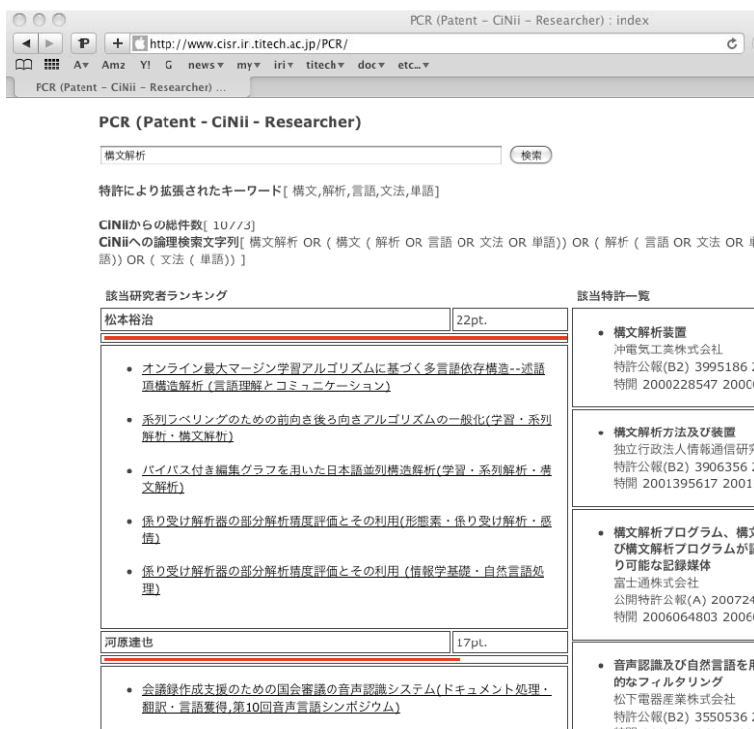 PCR (Patent – CiNii – Researcher) : index
http://www.cisr.iri.titech.ac.jp/PCR/
A▾ Amz Y! G news▾ my▾ iri▾ titech▾ doc▾ etc…▾
PCR (Patent – CiNii – Researcher) ...
PCR (Patent - CiNii - Researcher)
構文解析
検索
特許により拡張されたキーワード[ 構文,解析,言語,文法,単語]
CiNiiからの総件数[ 10773]
CiNiiへの論理検索文字列[ 構文解析 OR ( 構文 ( 解析 OR 言語 OR 文法 OR 単語)) OR ( 解析 ( 言語 OR 文法 OR 単
語)) OR ( 文法 ( 単語)) ]
該当研究者ランキング
松本裕治
22pt.
• オンライン最大マージン学習アルゴリズムに基づく多言語依存構造--述語
項構造解析 (言語理解とコミュニケーション)
• 系列ラベリングのための前向き後ろ向きアルゴリズムの一般化(学習・系列
解析・構文解析)
• バイパス付き編集グラフを用いた日本語並列構造解析(学習・系列解析・構
文解析)
• 係り受け解析器の部分解析精度評価とその利用(形態素・係り受け解析・感
情)
• 係り受け解析器の部分解析精度評価とその利用 (情報学基礎・自然言語処
理)
河原達也
17pt.
• 会議録作成支援のための国会審議の音声認識システム(ドキュメント処理・
翻訳・言語獲得,第10回音声言語シンポジウム)
該当特許一覧
• 構文解析装置
沖電気工業株式会社
特許公報(B2) 3995186 2
特開 2000228547 2000
• 構文解析方法及び装置
独立行政法人情報通信研究
特許公報(B2) 3906356 2
特開 2001395617 2001
• 構文解析プログラム、構文
び構文解析プログラムが記
り可能な記録媒体
富士通株式会社
公開特許公報(A) 200724
特開 2006064803 2006
• 音声認識及び自然言語を用
的なフィルタリング
松下電器産業株式会社
特許公報(B2) 3550536 2